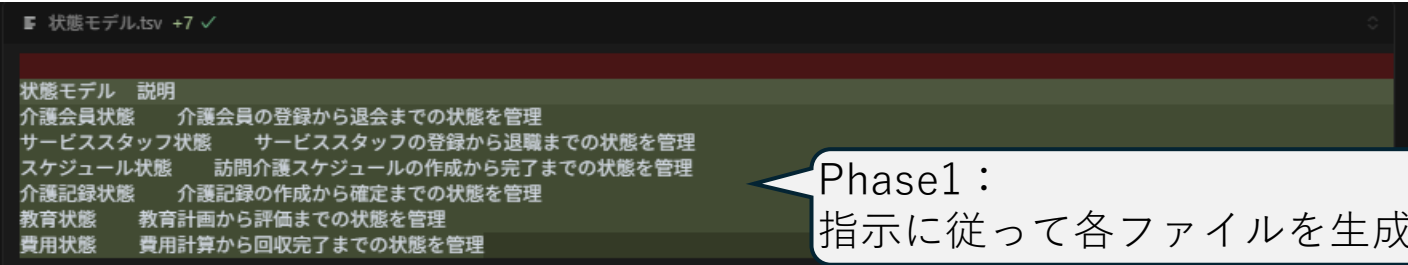 状態モデル.tsv +7
状態モデル 説明
介護会員状態 介護会員の登録から退会までの状態を管理
サービススタッフ状態 サービススタッフの登録から退職までの状態を管理
スケジュール状態 訪問介護スケジュールの作成から完了までの状態を管理
介護記録状態 介護記録の作成から確定までの状態を管理
教育状態 教育計画から評価までの状態を管理
費用状態 費用計算から回収完了までの状態を管理
Phase1：
指示に従って各ファイルを生成